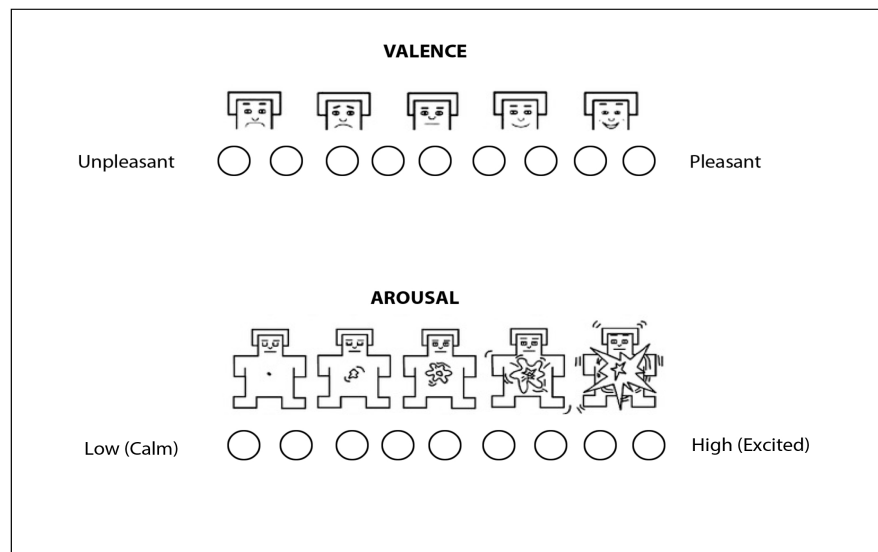 VALENCE
Unpleasant
Pleasant
AROUSAL
Low (Calm)
High (Excited)